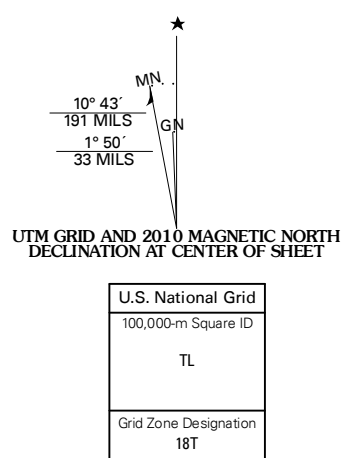 ★
MN
10° 43´
191 MILS
GN
1° 50´
33 MILS
UTM GRID AND 2010 MAGNETIC NORTH
DECLINATION AT CENTER OF SHEET
U.S. National Grid
100,000-m Square ID
TL
Grid Zone Designation
18T